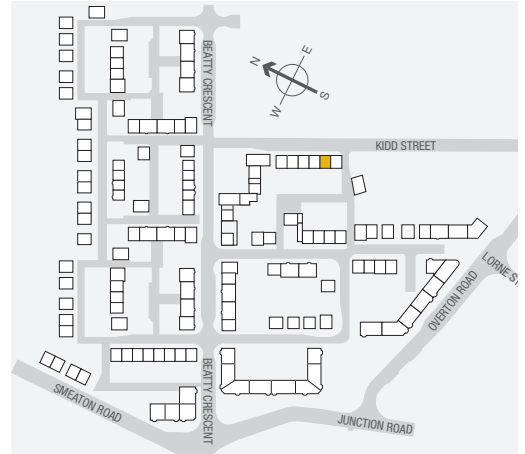 BEATTY CRESCENT
N
E
W
S
KIDD STREET
LORNE ST
OVERTON ROAD
SMEATON ROAD
BEATTY CRESCENT
JUNCTION ROAD